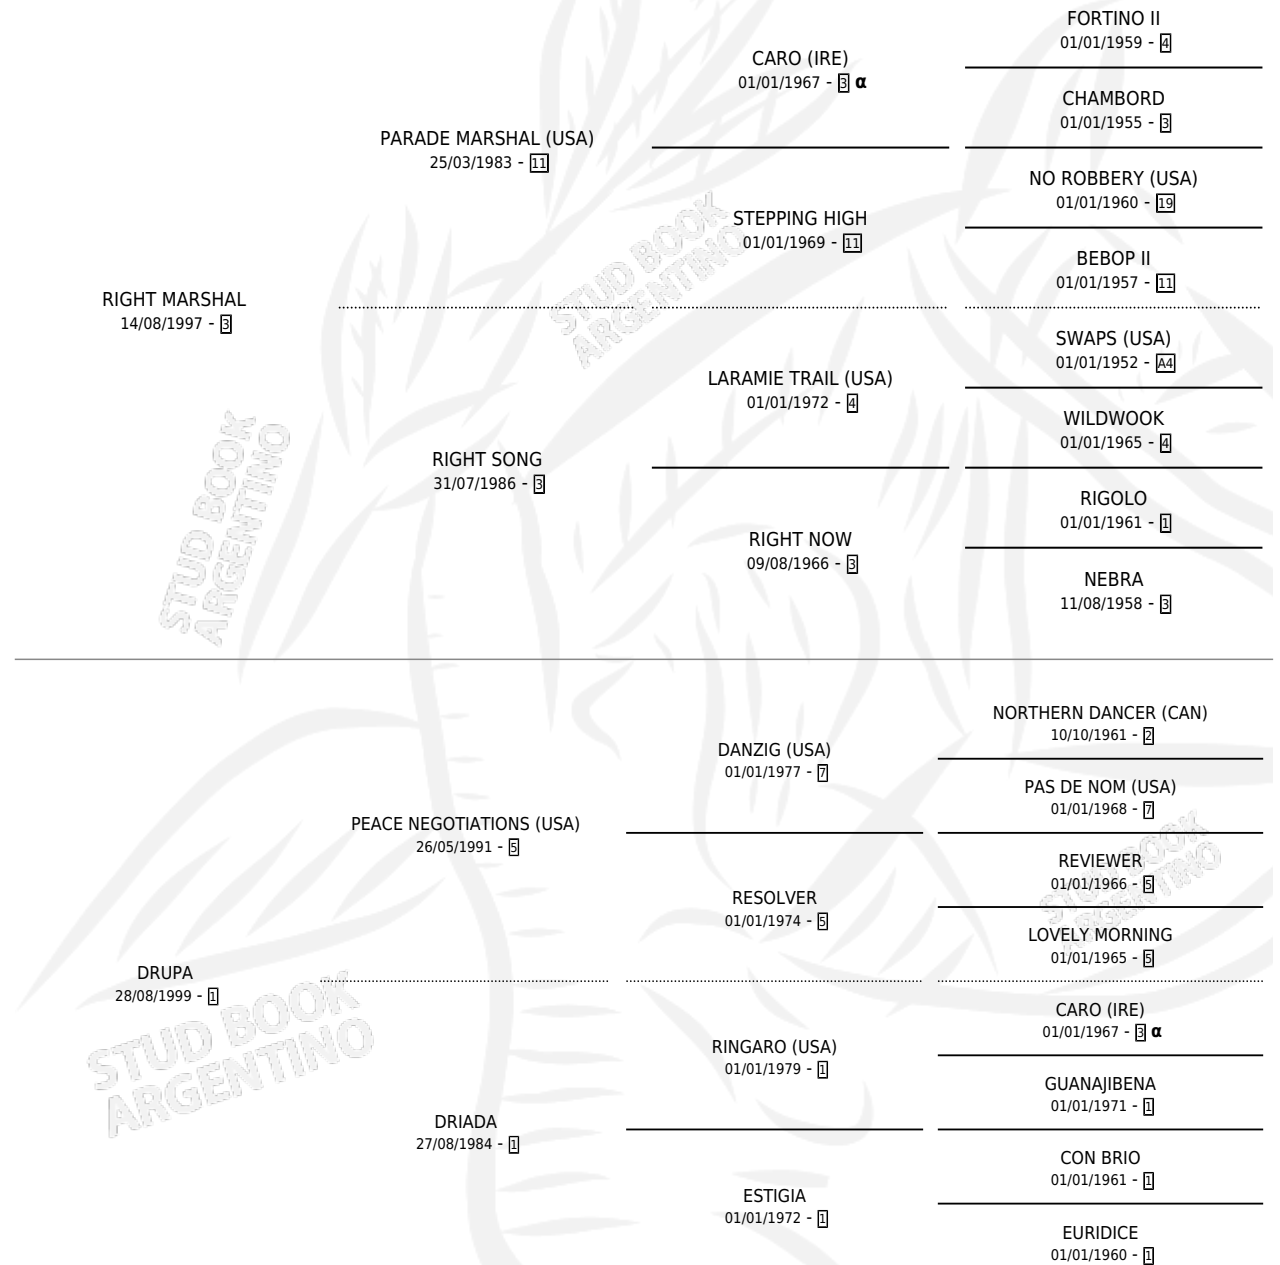 FORTINO II
01/01/1959 - 4
CARO (IRE)
01/01/1967 - 3 α
CHAMBORD
01/01/1955 - 3
PARADE MARSHAL (USA)
25/03/1983 - 11
NO ROBBERY (USA)
01/01/1960 - 19
STEPPING HIGH
01/01/1969 - 11
BEBOP II
01/01/1957 - 11
RIGHT MARSHAL
14/08/1997 - 3
SWAPS (USA)
01/01/1952 - A4
LARAMIE TRAIL (USA)
01/01/1972 - 4
WILDWOOK
01/01/1965 - 4
RIGHT SONG
31/07/1986 - 3
RIGOLO
01/01/1961 - 1
RIGHT NOW
09/08/1966 - 3
NEBRA
11/08/1958 - 3
NORTHERN DANCER (CAN)
10/10/1961 - 2
DANZIG (USA)
01/01/1977 - 7
PAS DE NOM (USA)
01/01/1968 - 7
PEACE NEGOTIATIONS (USA)
26/05/1991 - 5
REVIEWER
01/01/1966 - 5
RESOLVER
01/01/1974 - 5
LOVELY MORNING
01/01/1965 - 5
DRUPA
28/08/1999 - 1
CARO (IRE)
01/01/1967 - 3 α
RINGARO (USA)
01/01/1979 - 1
GUANAJIBENA
01/01/1971 - 1
DRIADA
27/08/1984 - 1
CON BRIO
01/01/1961 - 1
ESTIGIA
01/01/1972 - 1
EURIDICE
01/01/1960 - 1
STUD BOOK
ARGENTINO
STUD BOOK
ARGENTINO
STUD BOOK
ARGENTINO
STUD BOOK
ARGENTINO